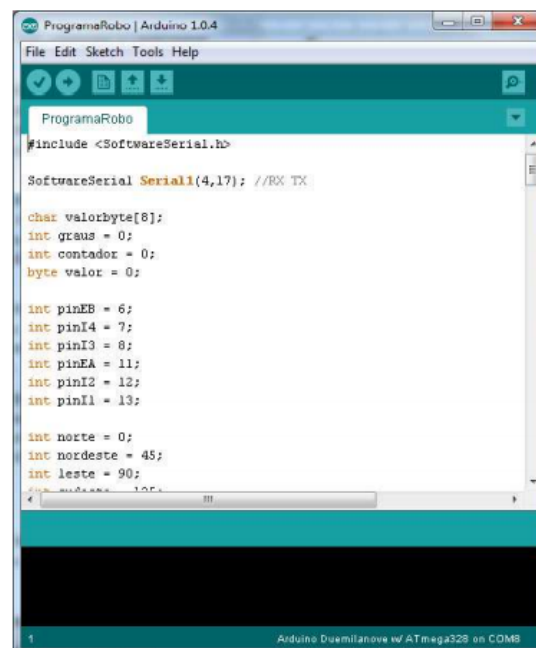 ProgramaRobo | Arduino 1.0.4
File Edit Sketch Tools Help
ProgramaRobo
#include <SoftwareSerial.h>
SoftwareSerial Serial1(4,17); //RX TX
char valorbyte[8];
int graus = 0;
int contador = 0;
byte valor = 0;
int pinEB = 6;
int pinI4 = 7;
int pinI3 = 8;
int pinEA = 11;
int pinI2 = 12;
int pinI1 = 13;
int norte = 0;
int nordeste = 45;
int leste = 90;
int sudeste = 135;
1
Arduino Duemilanove w/ ATmega328 on COM8